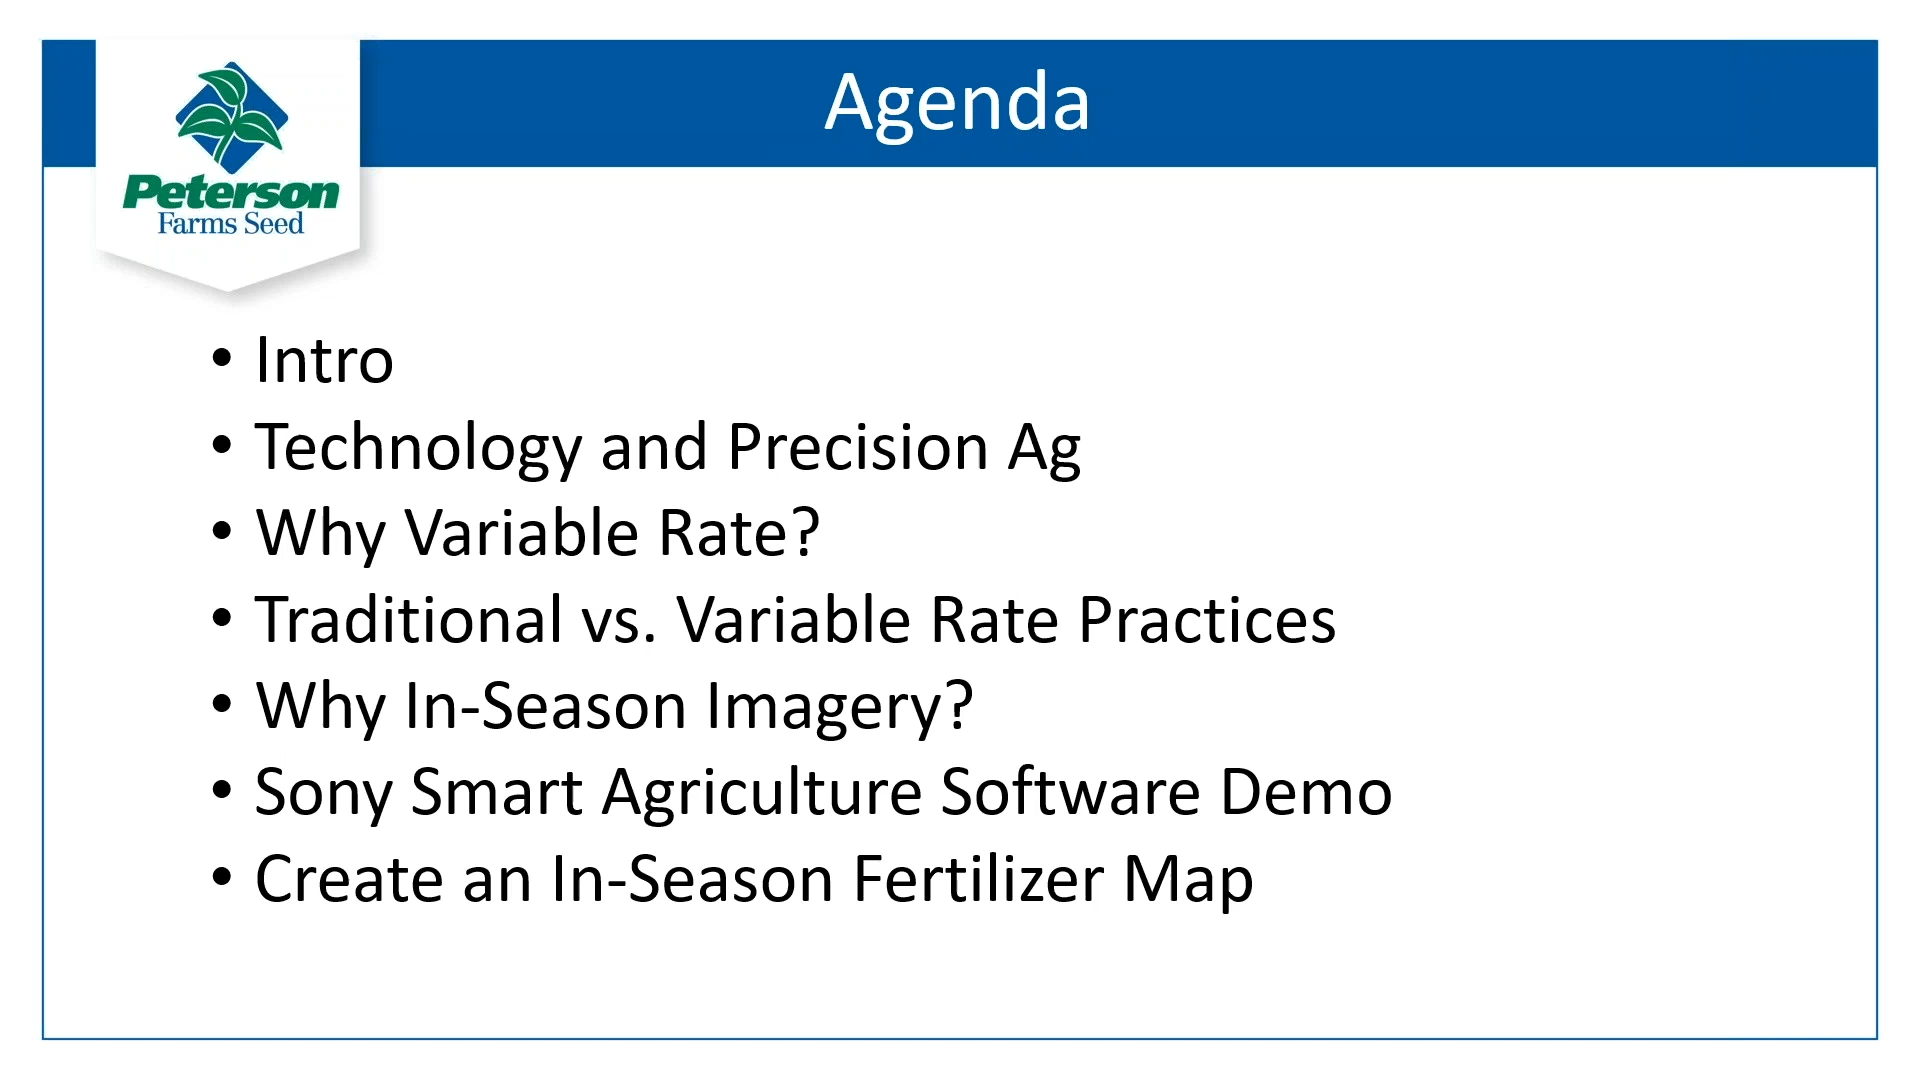 Agenda
Peterson
Farms Seed
• Intro
• Technology and Precision Ag
• Why Variable Rate?
• Traditional vs. Variable Rate Practices
• Why In-Season Imagery?
• Sony Smart Agriculture Software Demo
• Create an In-Season Fertilizer Map